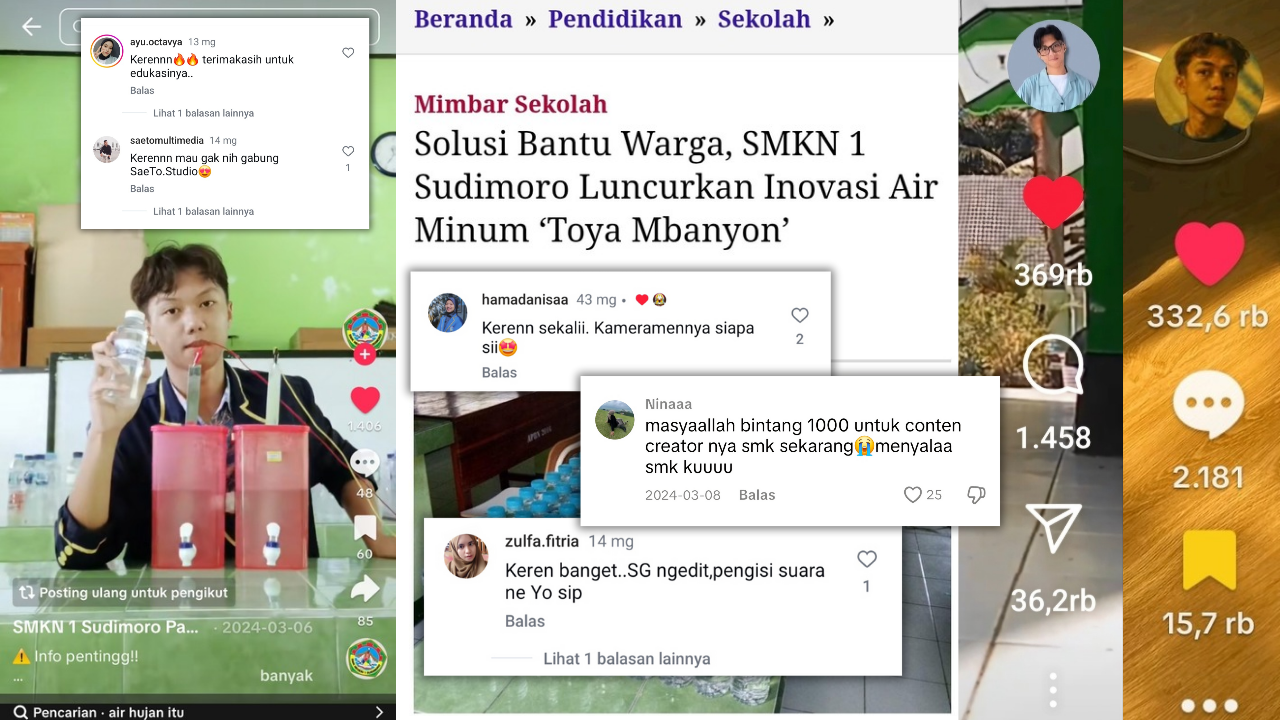 ayu.octavya 13 mg
Kerennn🔥🔥 terimakasih untuk
edukasinya..
Balas
Lihat 1 balasan lainnya
saetomultimedia 14 mg
Kerennn mau gak nih gabung
SaeTo.Studio😍
1
Balas
Lihat 1 balasan lainnya
1.406
48
60
85
Posting ulang untuk pengikut
SMKN 1 Sudimoro Pa... · 2024-03-06
⚠️ Info pentingg!!
...
banyak
Pencarian · air hujan itu
Beranda » Pendidikan » Sekolah »
Mimbar Sekolah
Solusi Bantu Warga, SMKN 1
Sudimoro Luncurkan Inovasi Air
Minum ‘Toya Mbanyon’
hamadanisaa 43 mg •
Kerenn sekalii. Kameramennya siapa
sii🤩
2
Balas
Ninaaa
masyaallah bintang 1000 untuk conten
creator nya smk sekarang😭menyalaa
smk kuuuu
2024-03-08 Balas 25
zulfa.fitria 14 mg
Keren banget..SG ngedit,pengisi suara
ne Yo sip
1
Balas
Lihat 1 balasan lainnya
369rb
1.458
36,2rb
332,6 rb
2.181
15,7 rb